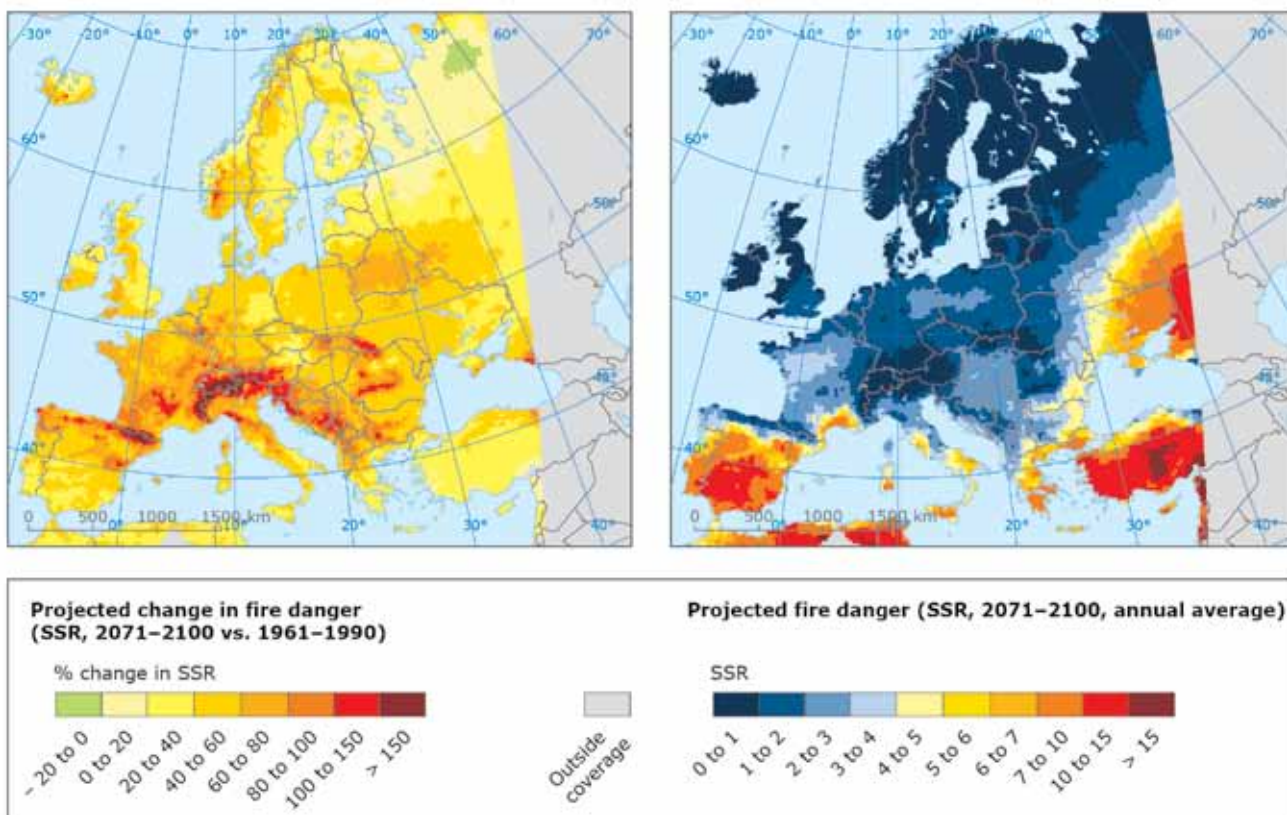 -30° -20° -10° 0° 10° 20° 30° 40° 50° 60° 70°
60°
50°
50°
40°
40°
0 500 1000 1500 km
0° 10° 20° 30° 40°
-30° -20° -10° 0° 10° 20° 30° 40° 50° 60° 70°
60°
50°
50°
40°
40°
0 500 1000 1500 km
0° 20° 30° 40°
Projected change in fire danger
(SSR, 2071–2100 vs. 1961–1990)
% change in SSR
– 20 to 0
0 to 20
20 to 40
40 to 60
60 to 80
80 to 100
100 to 150
> 150
Outside
coverage
Projected fire danger (SSR, 2071–2100, annual average)
SSR
0 to 1
1 to 2
2 to 3
3 to 4
4 to 5
5 to 6
6 to 7
7 to 10
10 to 15
> 15